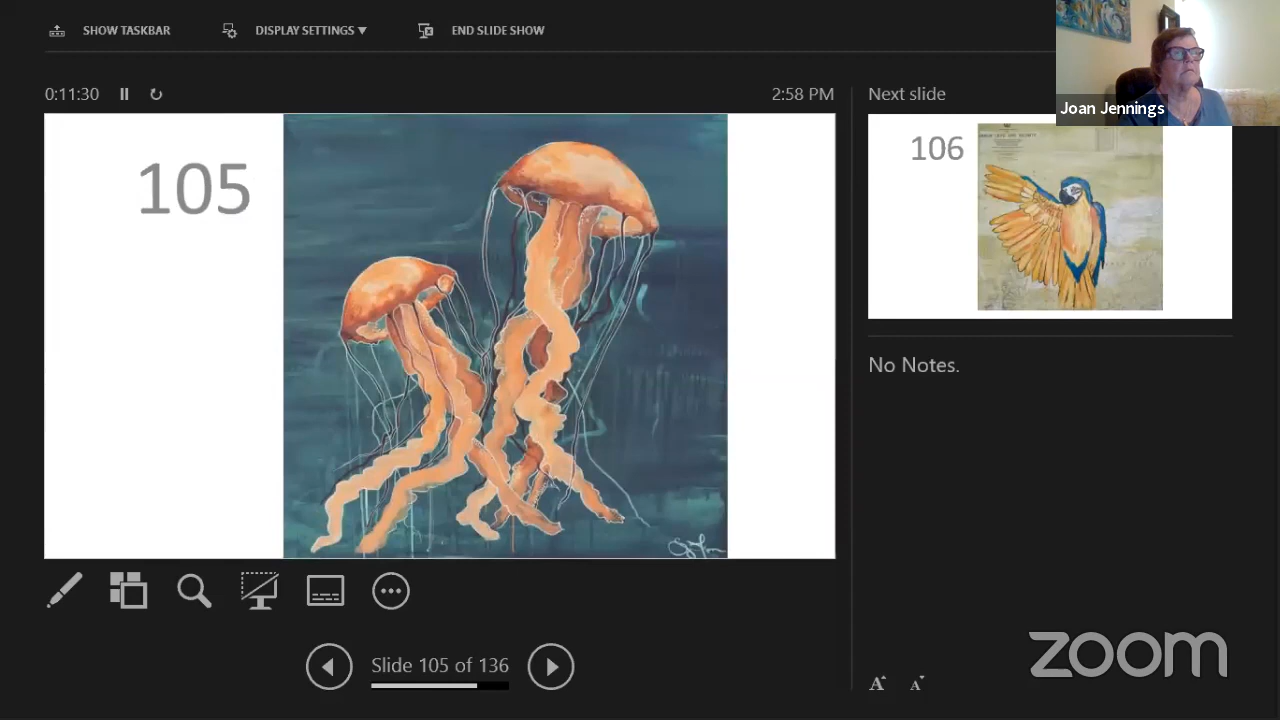 SHOW TASKBAR
DISPLAY SETTINGS ▼
END SLIDE SHOW
0:11:30
2:58 PM
Next slide
Joan Jennings
105
106
No Notes.
Slide 105 of 136
A A
zoom